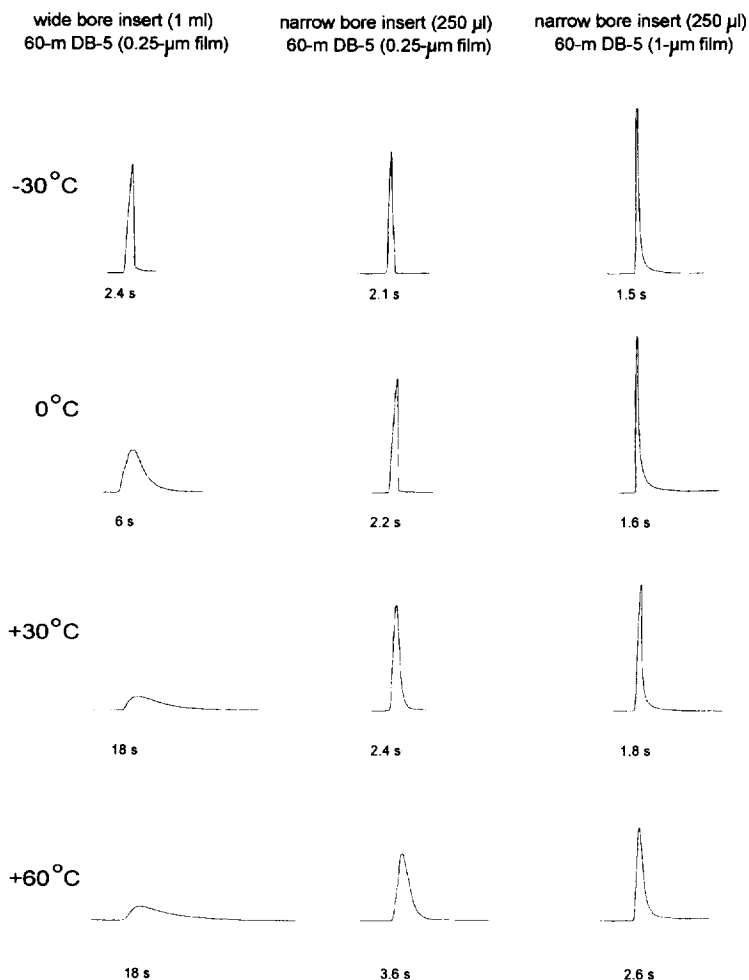 wide bore insert (1 ml)
60-m DB-5 (0.25-µm film)
narrow bore insert (250 µl)
60-m DB-5 (0.25-µm film)
narrow bore insert (250 µl)
60-m DB-5 (1-µm film)
-30°C
2.4 s
2.1 s
1.5 s
0°C
6 s
2.2 s
1.6 s
+30°C
18 s
2.4 s
1.8 s
+60°C
18 s
3.6 s
2.6 s